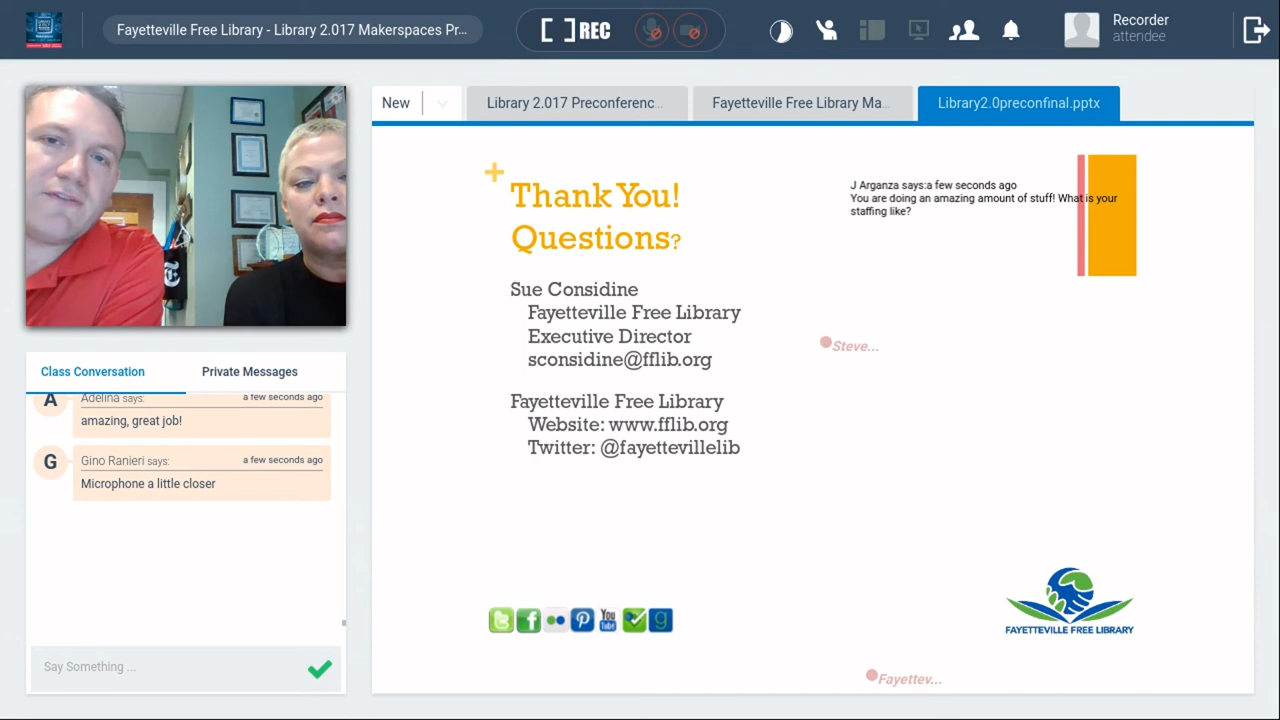 Fayetteville Free Library - Library 2.017 Makerspaces Pr...
[ ] REC
Recorder
attendee
New
Library 2.017 Preconferenc...
Fayetteville Free Library Ma...
Library2.0preconfinal.pptx
Class Conversation
Private Messages
A
Adelina says:
a few seconds ago
amazing, great job!
G
Gino Ranieri says:
a few seconds ago
Microphone a little closer
Say Something ...
+
Thank You!
Questions?
J Arganza says:a few seconds ago
You are doing an amazing amount of stuff! What is your
staffing like?
Sue Considine
Fayetteville Free Library
Executive Director
sconsidine@fflib.org
Steve...
Fayetteville Free Library
Website: www.fflib.org
Twitter: @fayettevillelib
You
Tube
FAYETTEVILLE FREE LIBRARY
Fayettev...